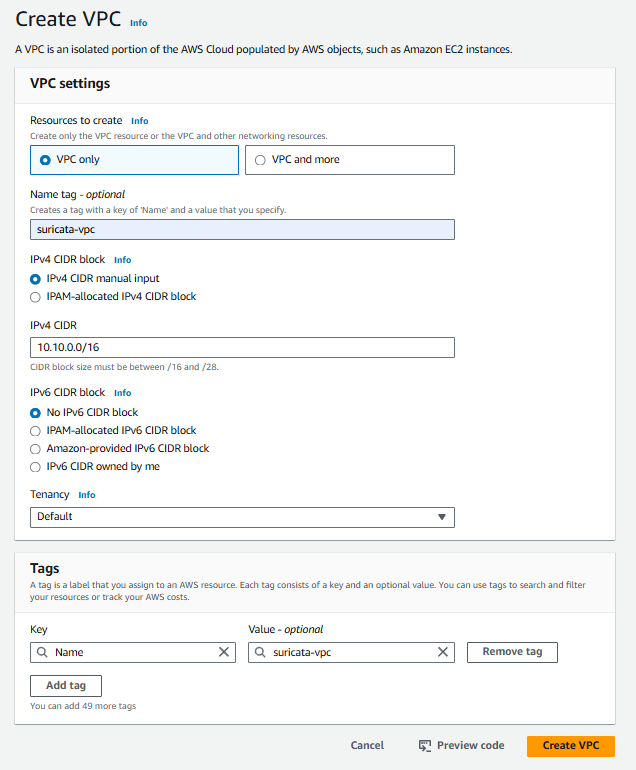 Create VPC Info
A VPC is an isolated portion of the AWS Cloud populated by AWS objects, such as Amazon EC2 instances.
VPC settings
Resources to create Info
Create only the VPC resource or the VPC and other networking resources.
VPC only VPC and more
Name tag - optional
Creates a tag with a key of 'Name' and a value that you specify.
suricata-vpc
IPv4 CIDR block Info
IPv4 CIDR manual input
IPAM-allocated IPv4 CIDR block
IPv4 CIDR
10.10.0.0/16
CIDR block size must be between /16 and /28.
IPv6 CIDR block Info
No IPv6 CIDR block
IPAM-allocated IPv6 CIDR block
Amazon-provided IPv6 CIDR block
IPv6 CIDR owned by me
Tenancy Info
Default
Tags
A tag is a label that you assign to an AWS resource. Each tag consists of a key and an optional value. You can use tags to search and filter
your resources or track your AWS costs.
Key Value - optional
Name suricata-vpc Remove tag
Add tag
You can add 49 more tags
Cancel Preview code Create VPC